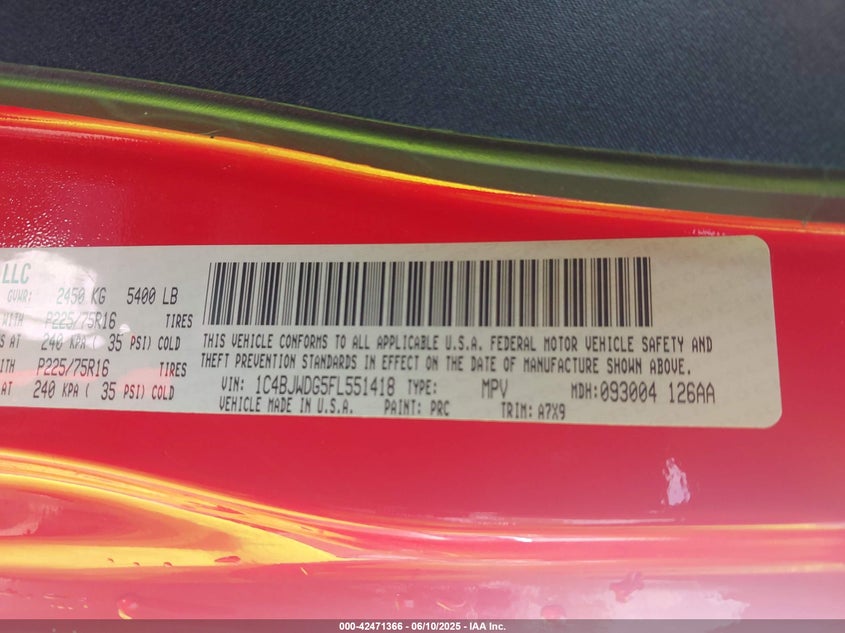 LLC
GVWR: 2450 KG 5400 LB
WITH P225/75R16 TIRES
S AT 240 KPA ( 35 PSI) COLD
WITH P225/75R16 TIRES
AT 240 KPA ( 35 PSI) COLD
THIS VEHICLE CONFORMS TO ALL APPLICABLE U.S.A. FEDERAL MOTOR VEHICLE SAFETY AND
THEFT PREVENTION STANDARDS IN EFFECT ON THE DATE OF MANUFACTURE SHOWN ABOVE.
VIN: 1C4BJWDG5FL551418 TYPE: MPV MDH: 093004 126AA
VEHICLE MADE IN U.S.A. PAINT: PRC TRIM: A7X9
000-42471366 - 06/10/2025 - IAA Inc.